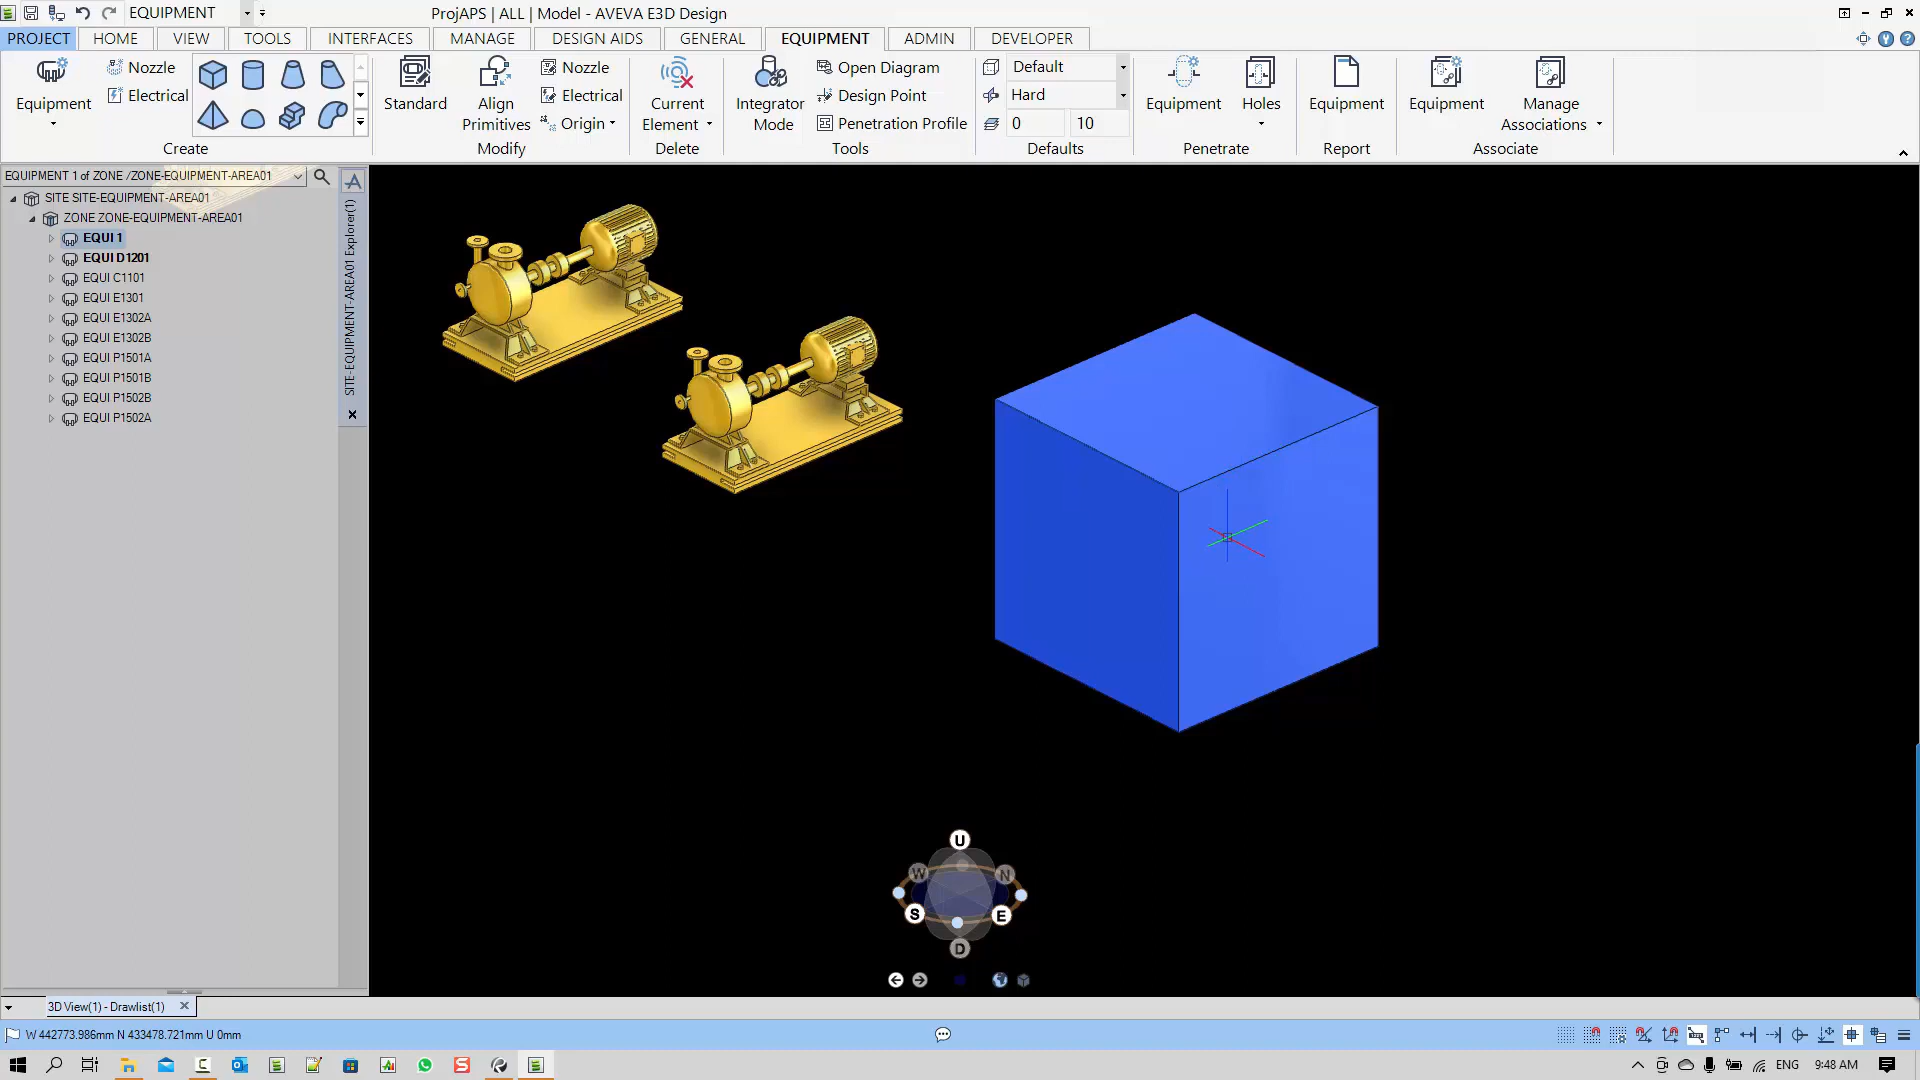 EQUIPMENT
ProjAPS | ALL | Model - AVEVA E3D Design
PROJECT HOME VIEW TOOLS INTERFACES MANAGE DESIGN AIDS GENERAL EQUIPMENT ADMIN DEVELOPER
Equipment
Nozzle
Electrical
Create
Standard
Align Primitives
Nozzle
Electrical
Origin
Modify
Current Element
Delete
Integrator Mode
Open Diagram
Design Point
Penetration Profile
Tools
Default
Hard
0 10
Defaults
Equipment
Holes
Penetrate
Equipment
Report
Equipment
Manage Associations
Associate
EQUIPMENT 1 of ZONE /ZONE-EQUIPMENT-AREA01
SITE SITE-EQUIPMENT-AREA01
ZONE ZONE-EQUIPMENT-AREA01
EQUI 1
EQUI D1201
EQUI C1101
EQUI E1301
EQUI E1302A
EQUI E1302B
EQUI P1501A
EQUI P1501B
EQUI P1502B
EQUI P1502A
SITE-EQUIPMENT-AREA01 Explorer(1)
U
W N
S E
D
3D View(1) - Drawlist(1)
W 442773.986mm N 433478.721mm U 0mm
ENG 9:48 AM